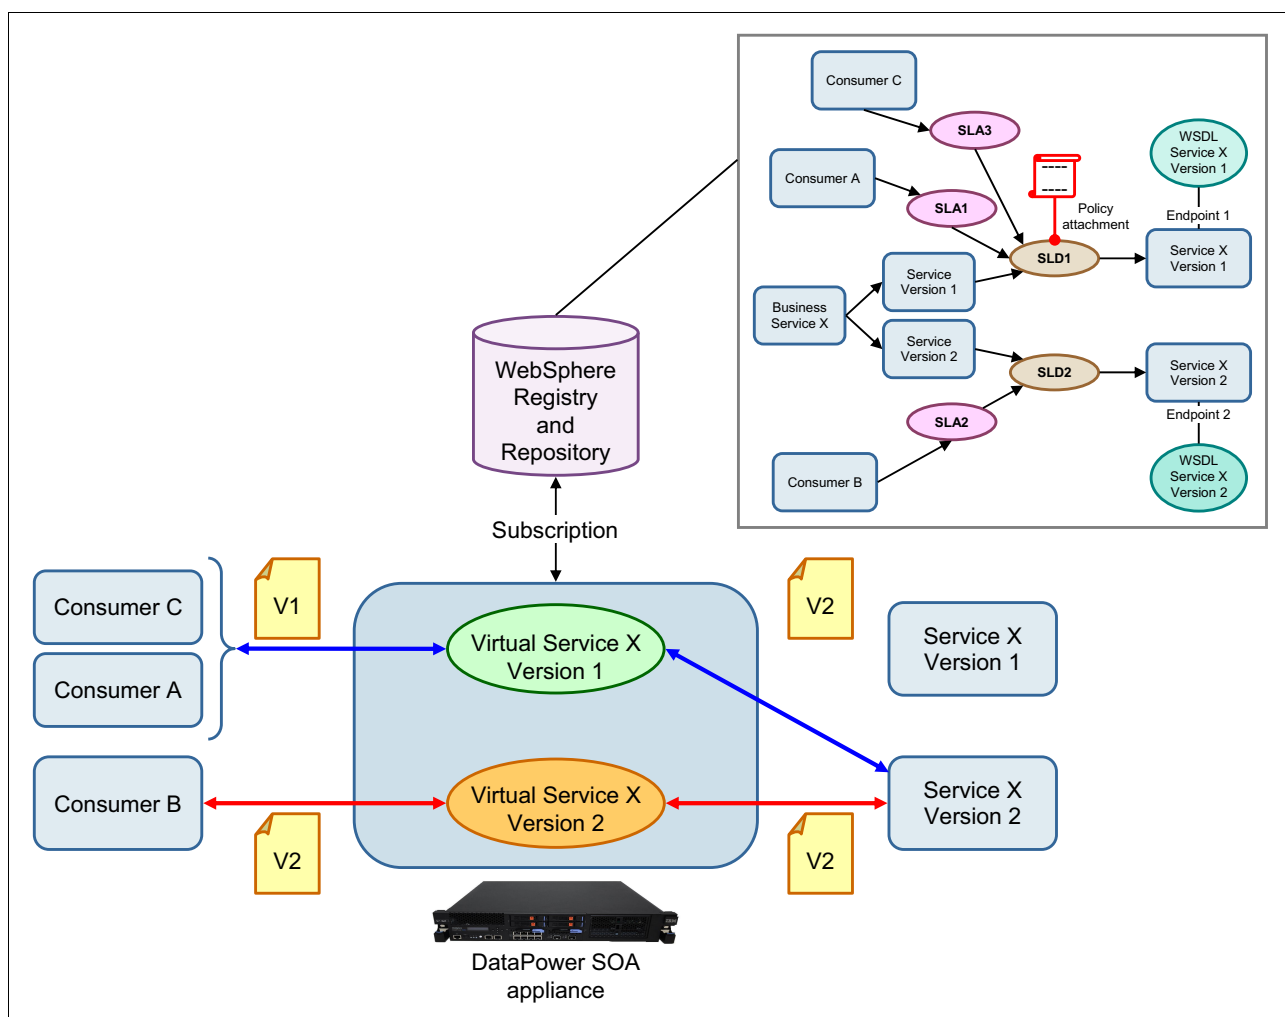 Consumer C
SLA3
WSDL
Service X
Version 1
Consumer A
----
----
SLA1
Policy
attachment
Endpoint 1
Service
Version 1
SLD1
Service X
Version 1
Business
Service X
Service
Version 2
SLD2
Service X
Version 2
SLA2
Endpoint 2
Consumer B
WSDL
Service X
Version 2
WebSphere
Registry
and
Repository
Subscription
Consumer C
V1
V2
Virtual Service X
Version 1
Service X
Version 1
Consumer A
Consumer B
Virtual Service X
Version 2
Service X
Version 2
V2
V2
DataPower SOA
appliance